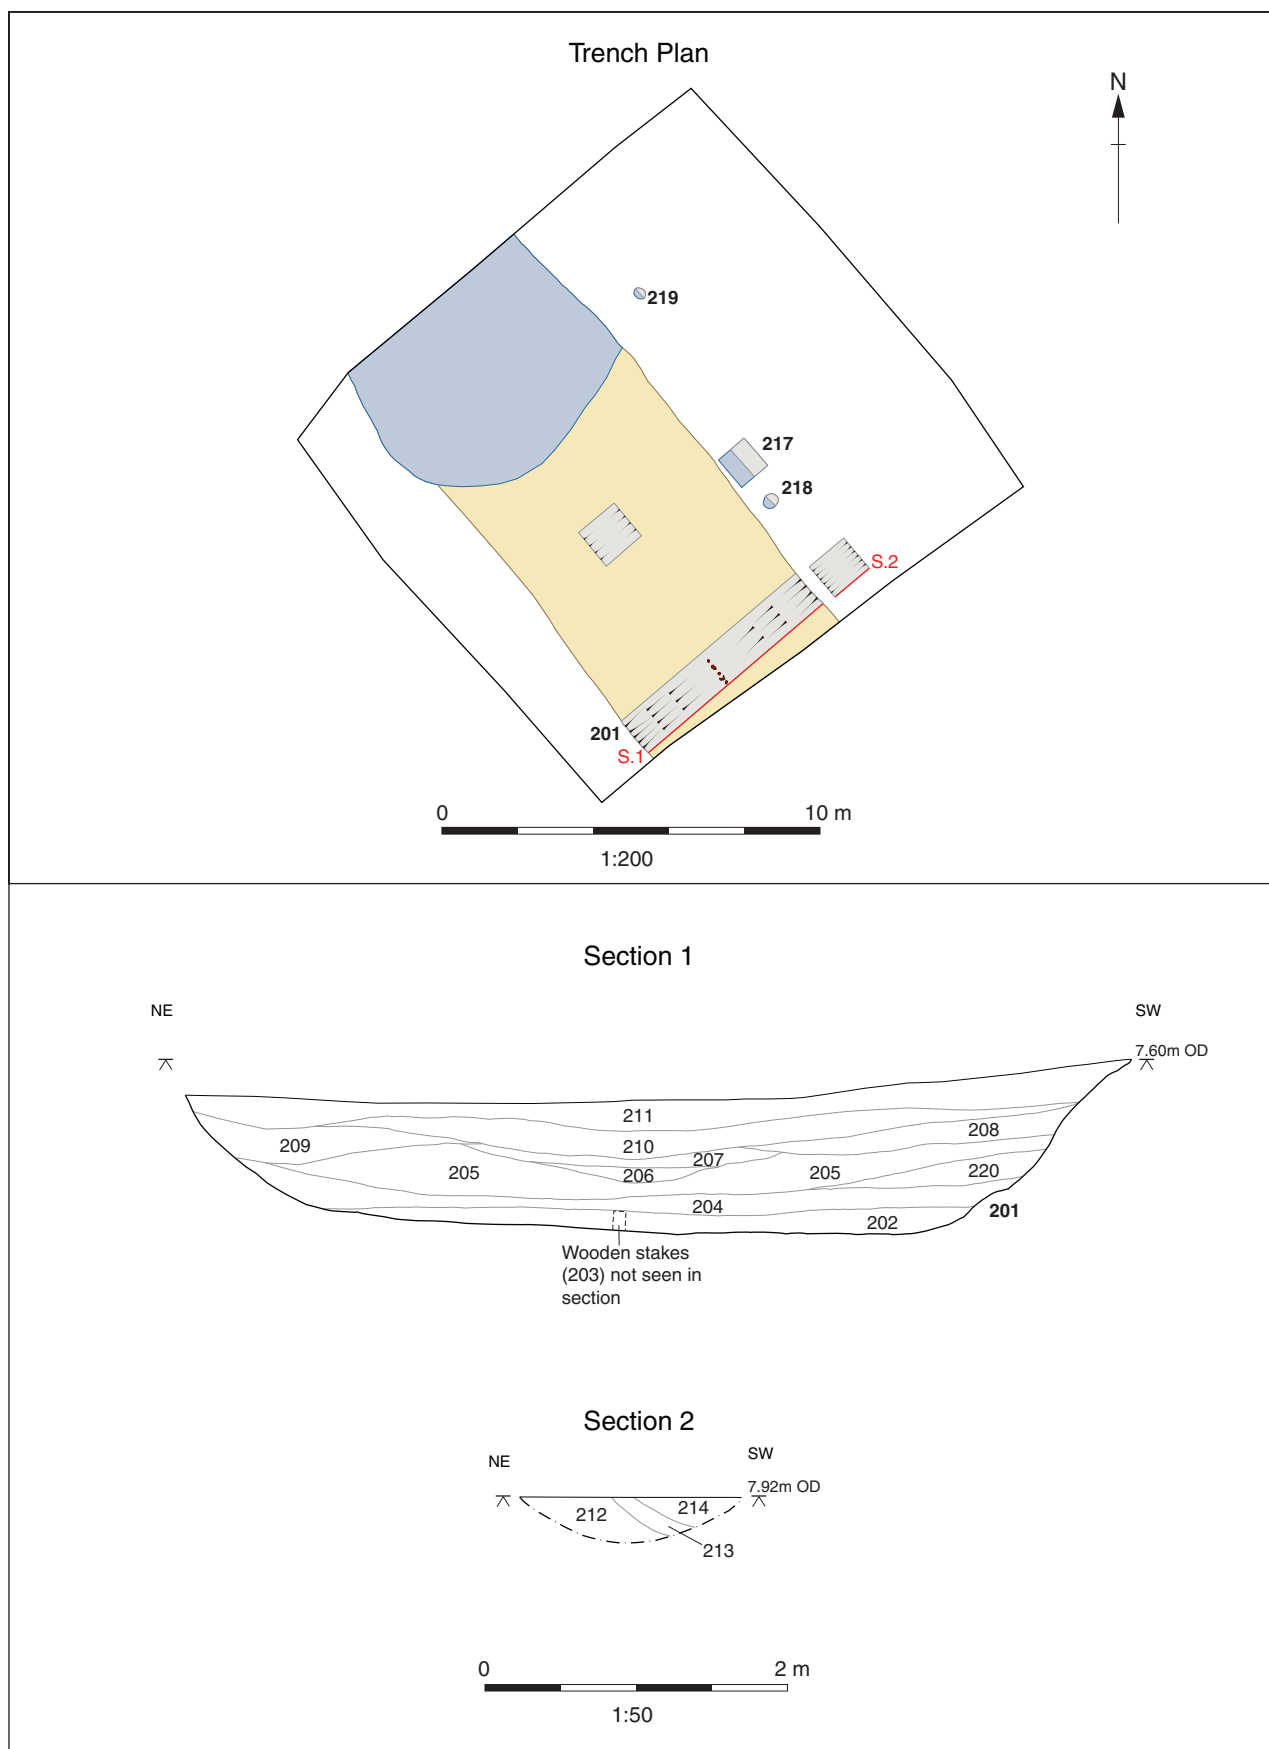 Trench Plan
N
219
217
218
S.2
201
S.1
0 10 m
1:200
Section 1
NE SW
7.60m OD
211
209 210 208
205 206 207 205 220
204 201
202
Wooden stakes
(203) not seen in
section
Section 2
NE SW
7.92m OD
212 214
213
0 2 m
1:50